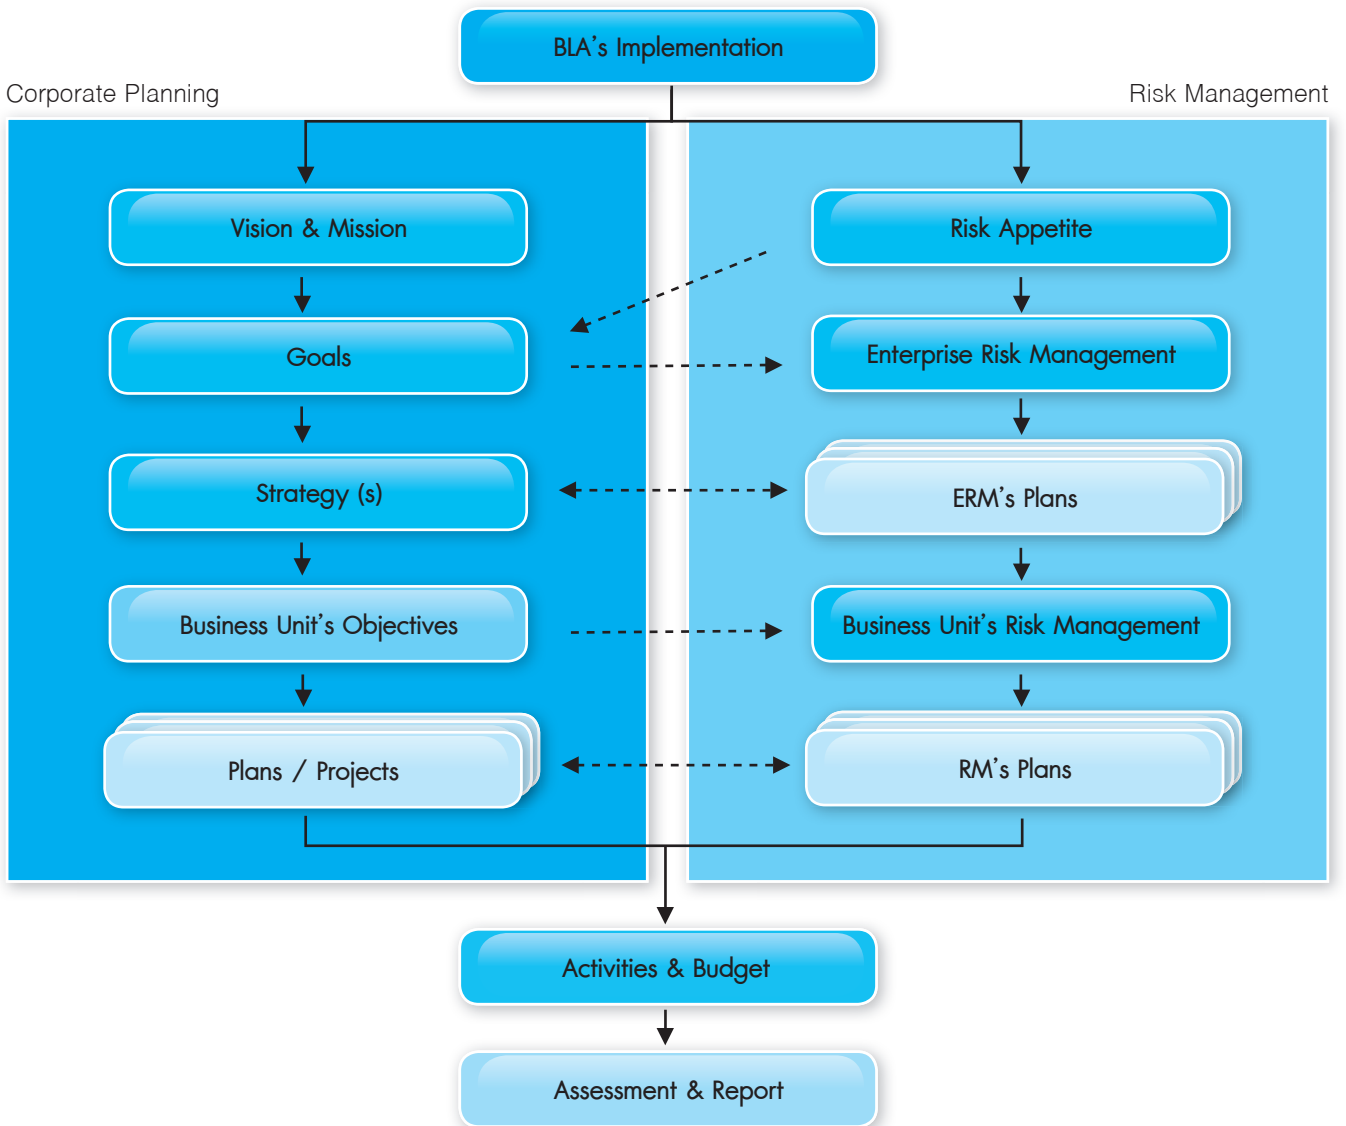 BLA's Implementation
Corporate Planning
Risk Management
Vision & Mission
Risk Appetite
Goals
Enterprise Risk Management
Strategy (s)
ERM's Plans
Business Unit's Objectives
Business Unit's Risk Management
Plans / Projects
RM's Plans
Activities & Budget
Assessment & Report